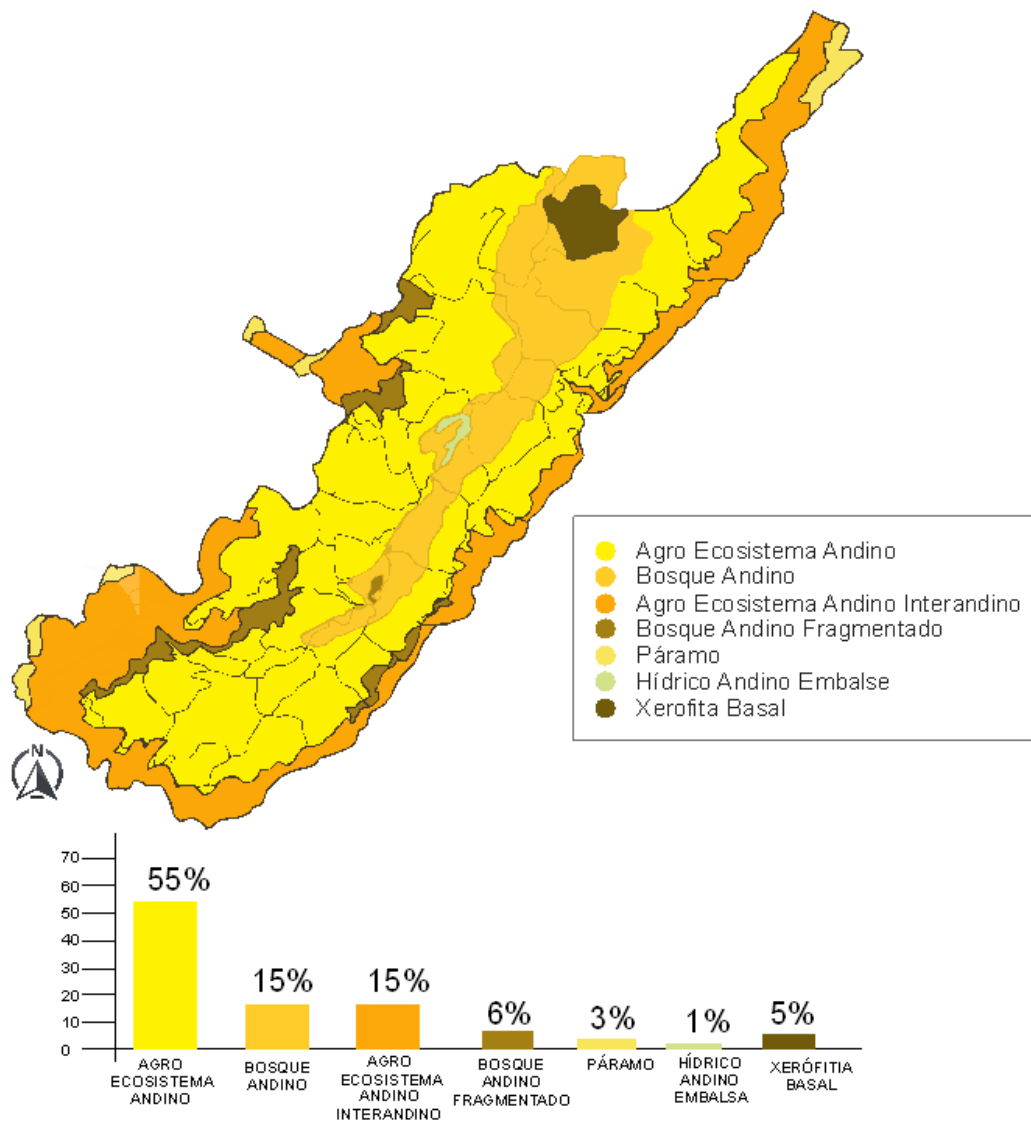 Agro Ecosistema Andino
Bosque Andino
Agro Ecosistema Andino Interandino
Bosque Andino Fragmentado
Páramo
Hídrico Andino Embalse
Xerofita Basal
N
70
60
50
40
30
20
10
0
55%
15%
15%
6%
3%
1%
5%
AGRO
ECOSISTEMA
ANDINO
BOSQUE
ANDINO
AGRO
ECOSISTEMA
ANDINO
INTERANDINO
BOSQUE
ANDINO
FRAGMENTADO
PÁRAMO
HÍDRICO
ANDINO
EMBALSA
XERÓFITIA
BASAL